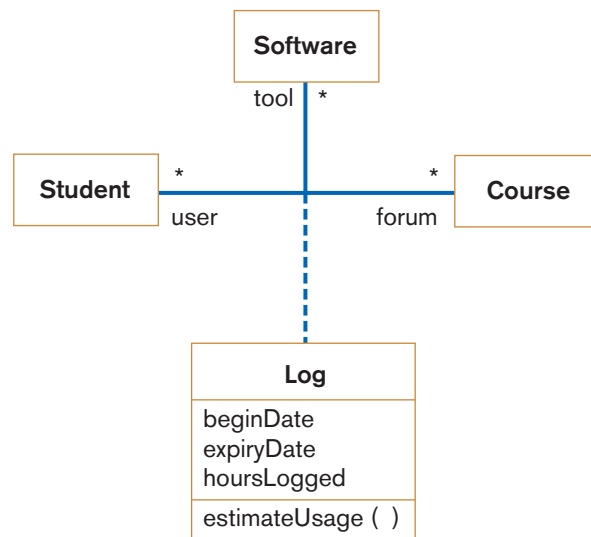 Software
tool *
* *
Student Course
user forum
Log
beginDate
expiryDate
hoursLogged
estimateUsage ( )